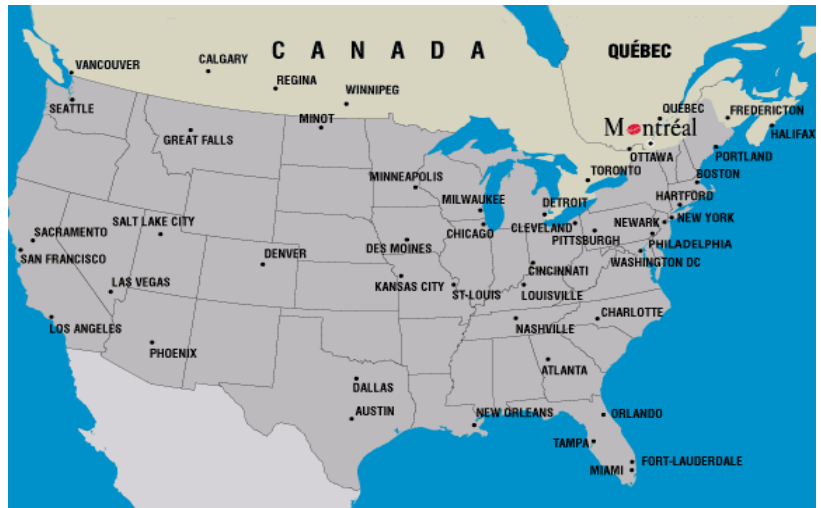 CANADA
QUÉBEC
VANCOUVER
CALGARY
REGINA
WINNIPEG
SEATTLE
GREAT FALLS
MINOT
QUÉBEC
FREDERICTON
Montréal
HALIFAX
OTTAWA
PORTLAND
TORONTO
BOSTON
MINNEAPOLIS
MILWAUKEE
DETROIT
HARTFORD
SALT LAKE CITY
SACRAMENTO
CHICAGO
CLEVELAND
NEWARK
NEW YORK
PITTSBURGH
PHILADELPHIA
SAN FRANCISCO
DENVER
DES MOINES
WASHINGTON DC
CINCINNATI
LAS VEGAS
KANSAS CITY
ST-LOUIS
LOUISVILLE
LOS ANGELES
NASHVILLE
CHARLOTTE
PHOENIX
ATLANTA
DALLAS
AUSTIN
NEW ORLEANS
ORLANDO
TAMPA
FORT-LAUDERDALE
MIAMI